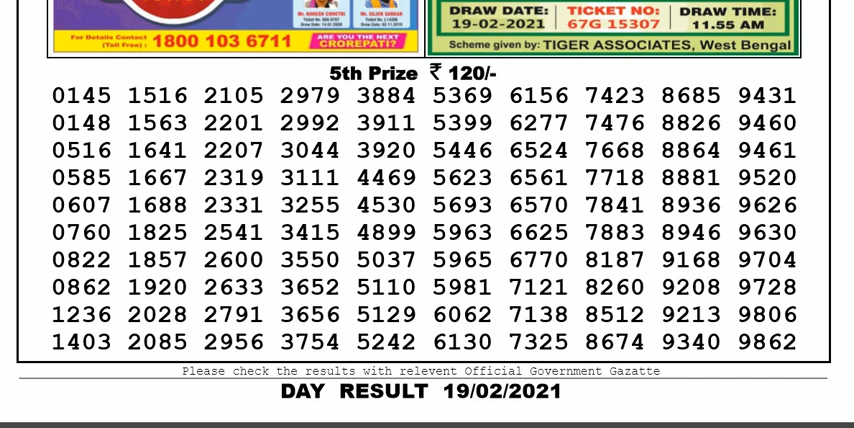 Mr. RAKESH CHHETRI
Mr. SUJEN SARKAR
For Details Contact
(Toll Free) :
1800 103 6711
ARE YOU THE NEXT
CROREPATI?
DRAW DATE:
19-02-2021
TICKET NO:
67G 15307
DRAW TIME:
11.55 AM
Scheme given by: TIGER ASSOCIATES, West Bengal
5th Prize ₹ 120/-
0145 1516 2105 2979 3884 5369 6156 7423 8685 9431
0148 1563 2201 2992 3911 5399 6277 7476 8826 9460
0516 1641 2207 3044 3920 5446 6524 7668 8864 9461
0585 1667 2319 3111 4469 5623 6561 7718 8881 9520
0607 1688 2331 3255 4530 5693 6570 7841 8936 9626
0760 1825 2541 3415 4899 5963 6625 7883 8946 9630
0822 1857 2600 3550 5037 5965 6770 8187 9168 9704
0862 1920 2633 3652 5110 5981 7121 8260 9208 9728
1236 2028 2791 3656 5129 6062 7138 8512 9213 9806
1403 2085 2956 3754 5242 6130 7325 8674 9340 9862
Please check the results with relevent Official Government Gazatte
DAY RESULT 19/02/2021